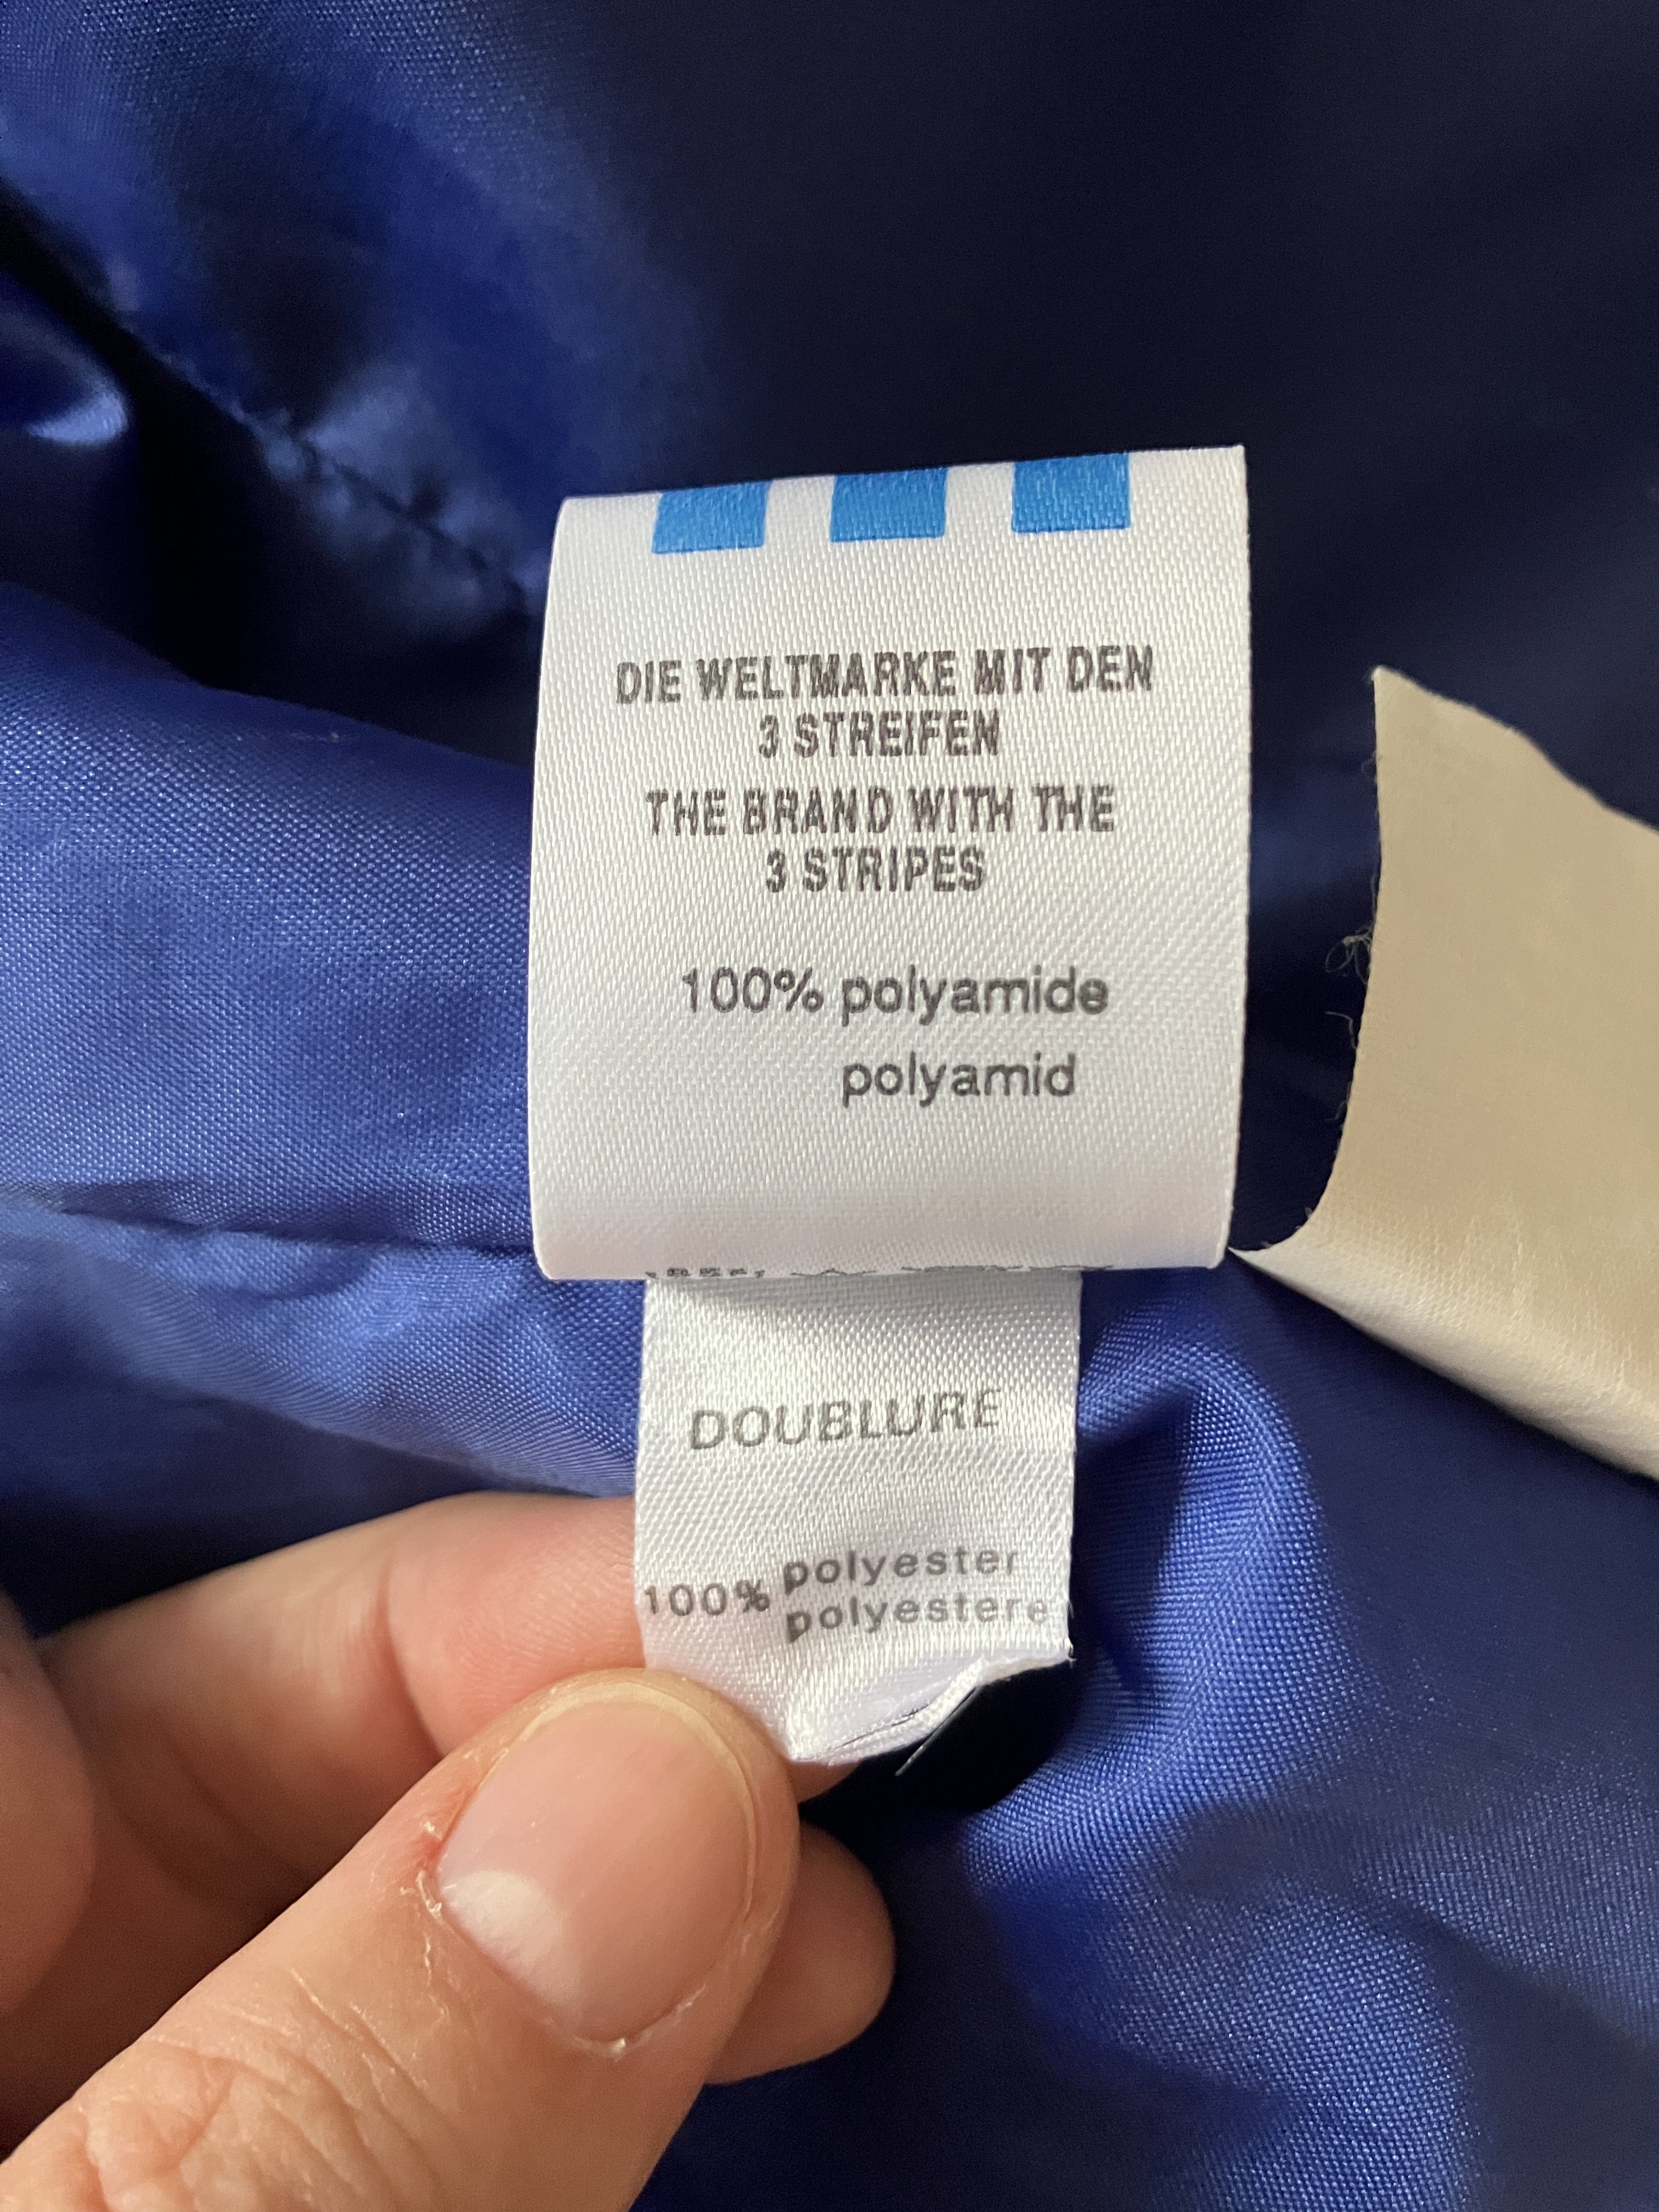 DIE WELTMARKE MIT DEN
3 STREIFEN
THE BRAND WITH THE
3 STRIPES
100% polyamide
polyamid
DOUBLURE
100% polyester
polyestere